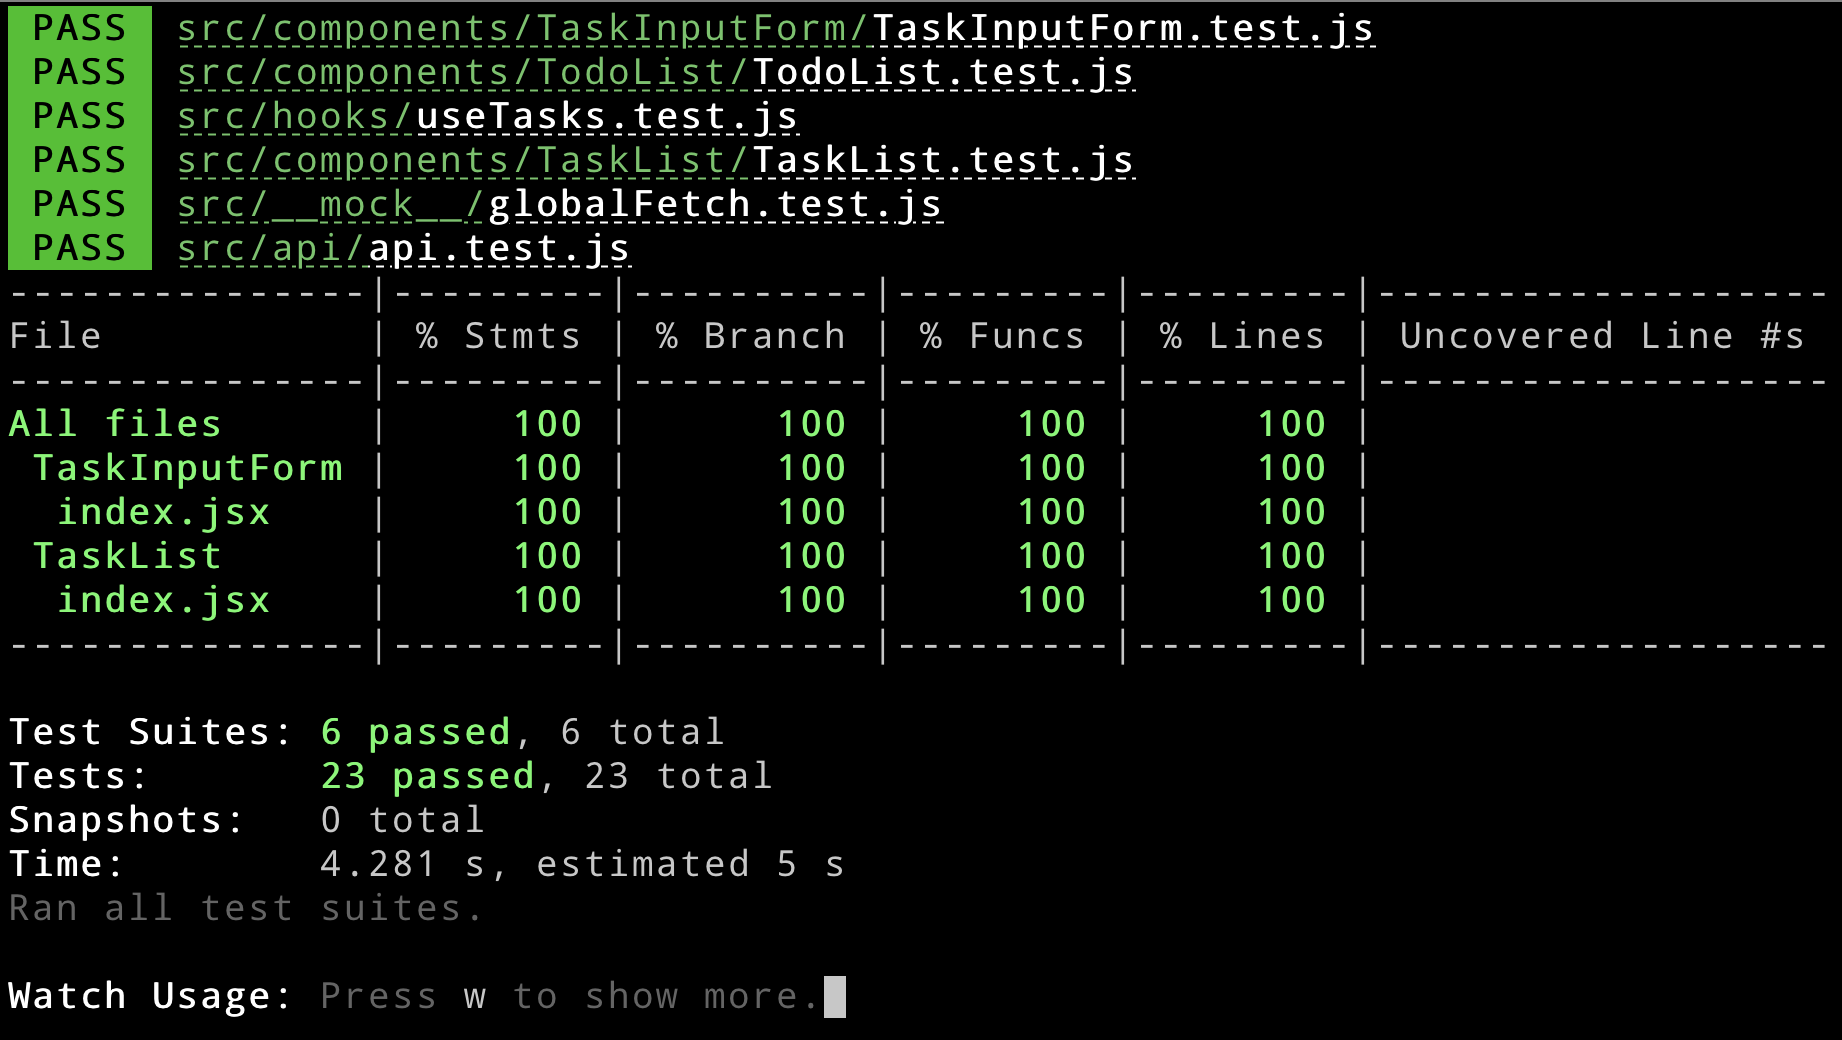 PASS src/components/TaskInputForm/TaskInputForm.test.js
PASS src/components/TodoList/TodoList.test.js
PASS src/hooks/useTasks.test.js
PASS src/components/TaskList/TaskList.test.js
PASS src/__mock__/globalFetch.test.js
PASS src/api/api.test.js
---------------|---------|----------|---------|---------|-------------------
File | % Stmts | % Branch | % Funcs | % Lines | Uncovered Line #s
---------------|---------|----------|---------|---------|-------------------
All files | 100 | 100 | 100 | 100 |
TaskInputForm | 100 | 100 | 100 | 100 |
index.jsx | 100 | 100 | 100 | 100 |
TaskList | 100 | 100 | 100 | 100 |
index.jsx | 100 | 100 | 100 | 100 |
---------------|---------|----------|---------|---------|-------------------
Test Suites: 6 passed, 6 total
Tests: 23 passed, 23 total
Snapshots: 0 total
Time: 4.281 s, estimated 5 s
Ran all test suites.
Watch Usage: Press w to show more.